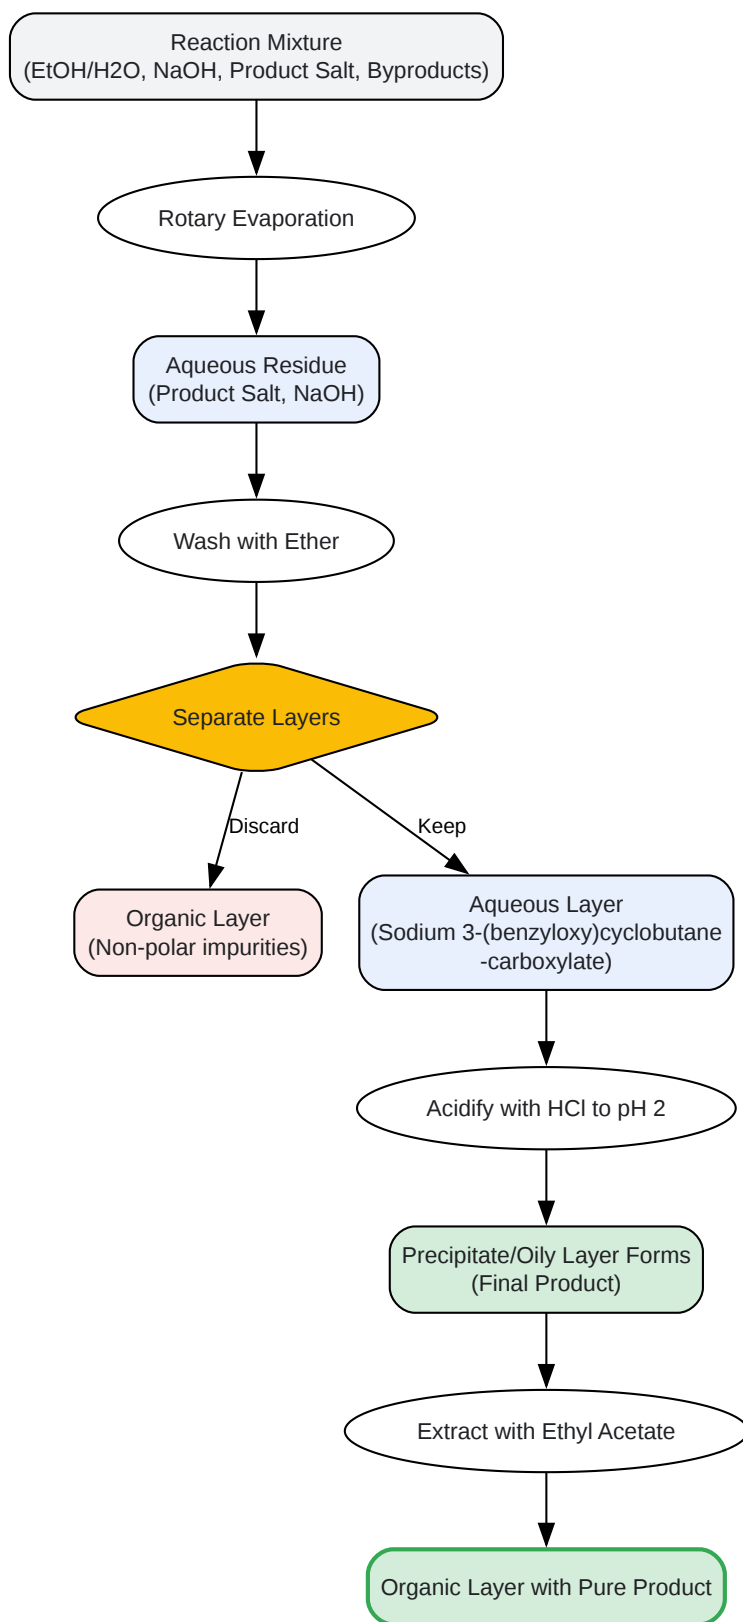 Reaction Mixture
(EtOH/H2O, NaOH, Product Salt, Byproducts)
Rotary Evaporation
Aqueous Residue
(Product Salt, NaOH)
Wash with Ether
Separate Layers
Discard
Keep
Organic Layer
(Non-polar impurities)
Aqueous Layer
(Sodium 3-(benzyloxy)cyclobutane
-carboxylate)
Acidify with HCl to pH 2
Precipitate/Oily Layer Forms
(Final Product)
Extract with Ethyl Acetate
Organic Layer with Pure Product